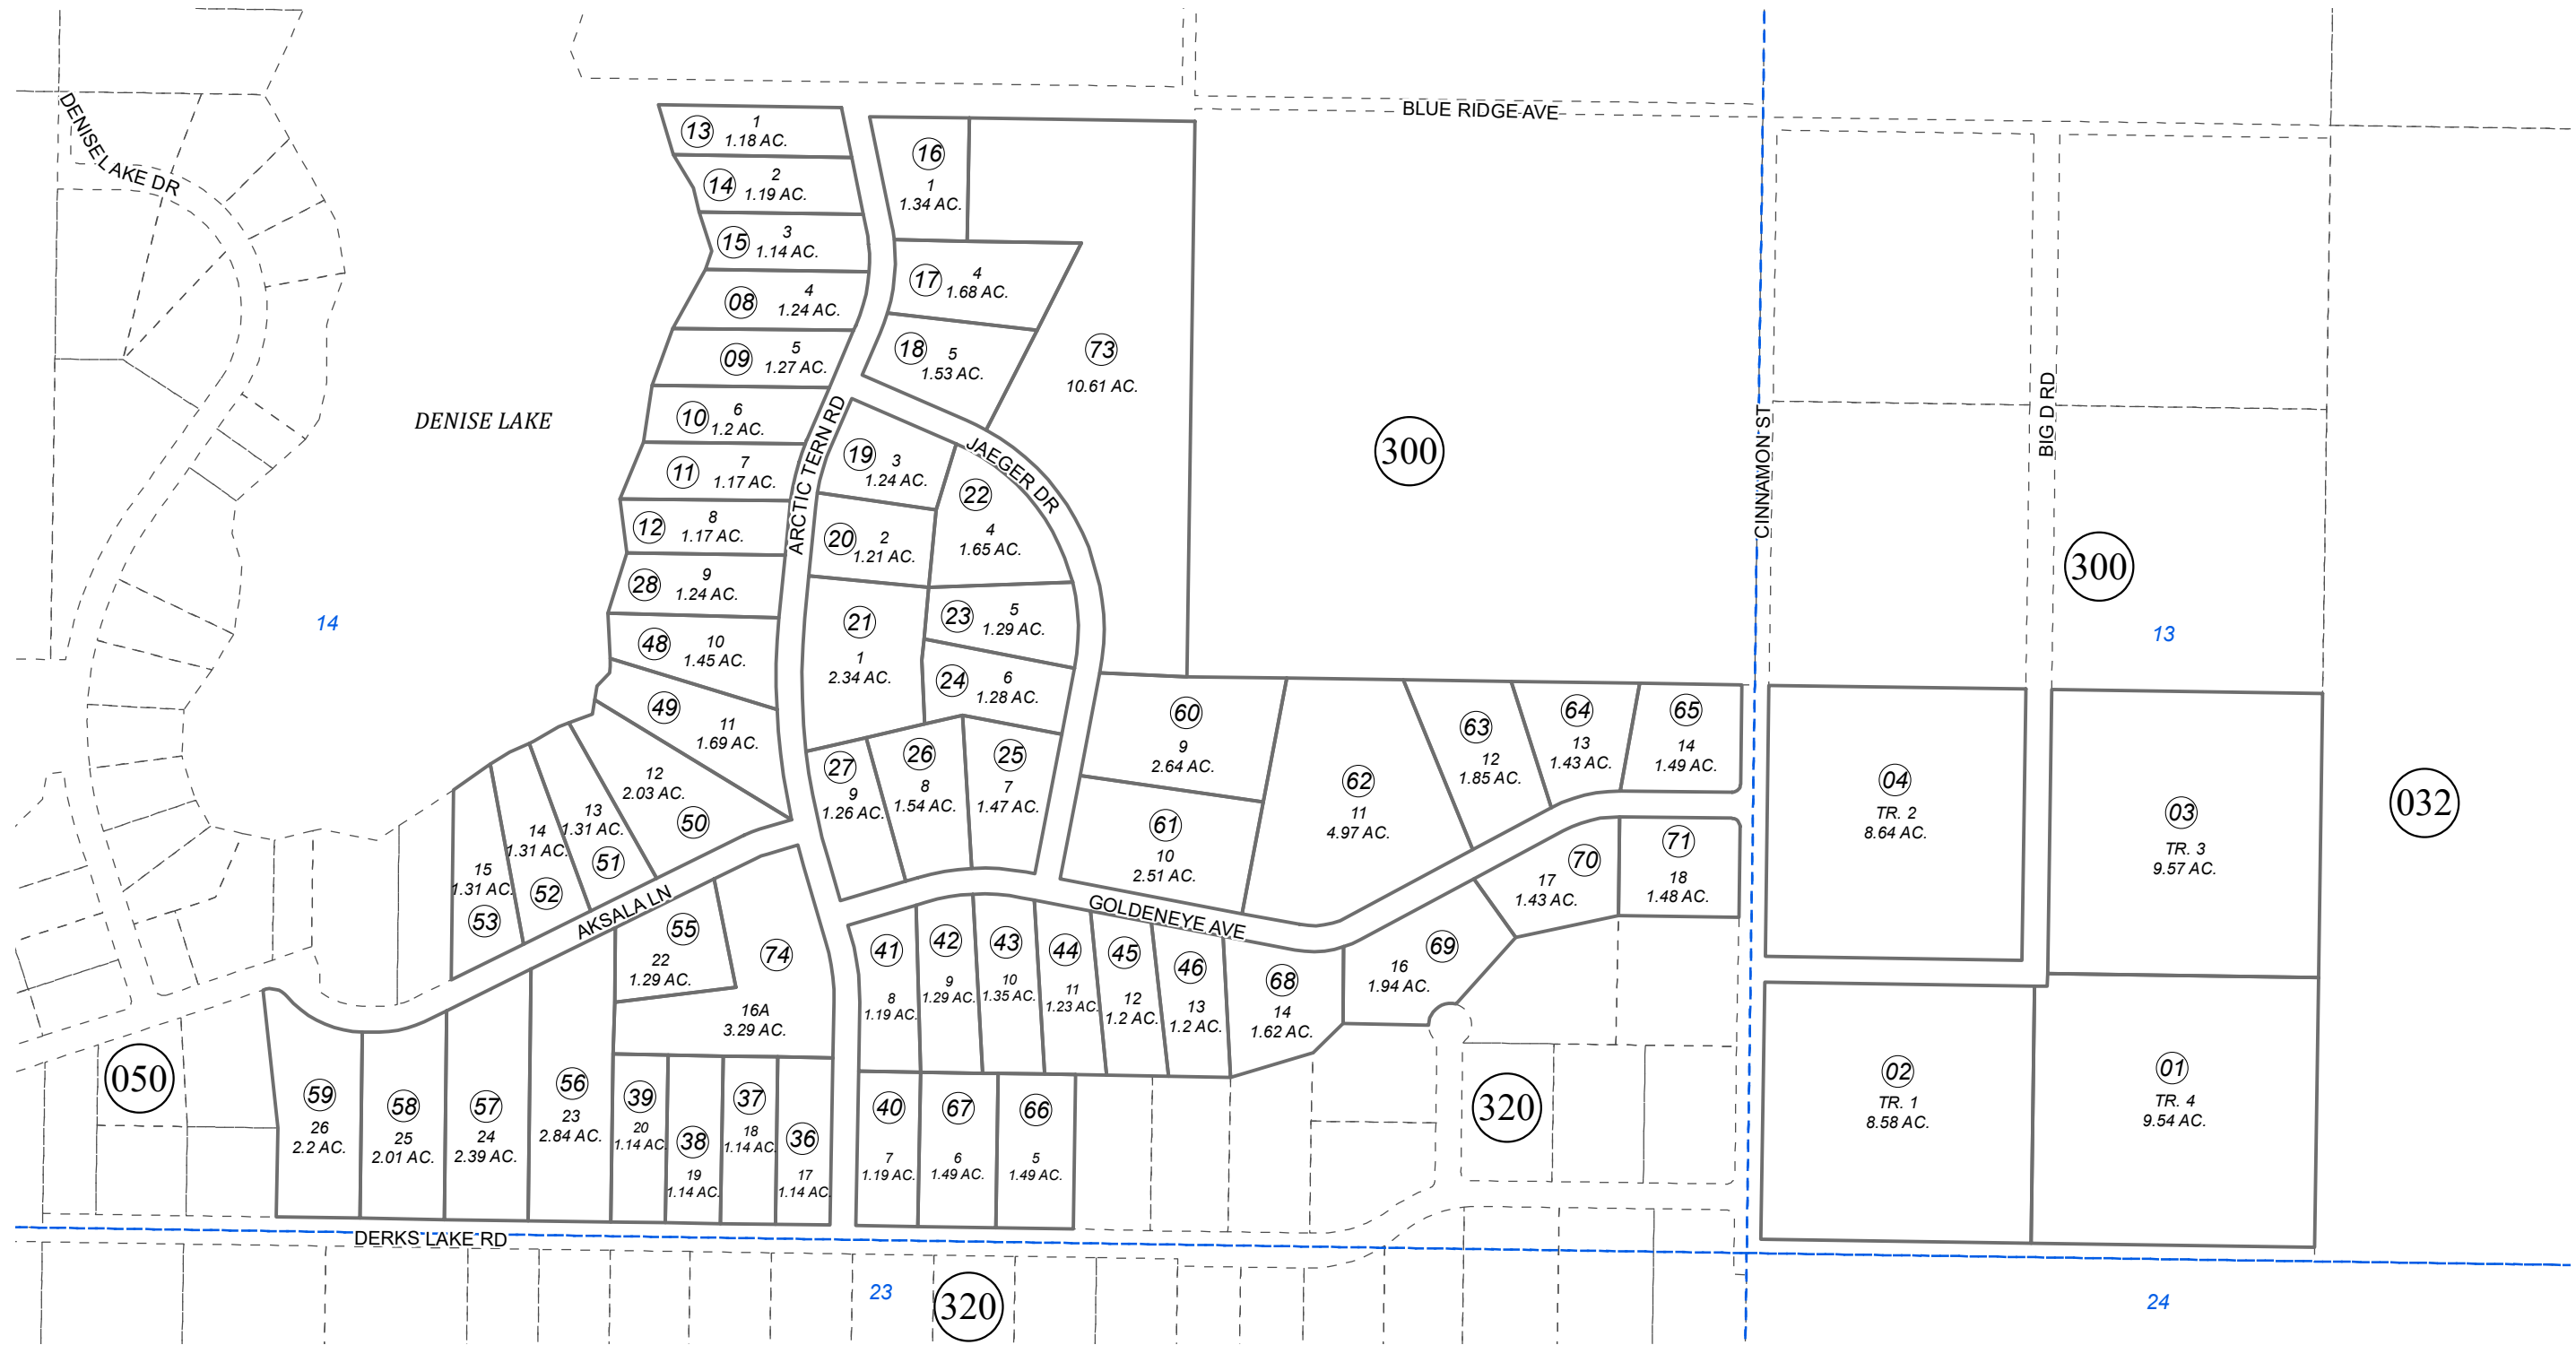 BLUE RIDGE AVE
DENISE LAKE DR
13
1
1.18 AC.
14
2
1.19 AC.
15
3
1.14 AC.
08
4
1.24 AC.
09
5
1.27 AC.
10
6
1.2 AC.
11
7
1.17 AC.
12
8
1.17 AC.
28
9
1.24 AC.
48
10
1.45 AC.
49
11
1.69 AC.
12
2.03 AC.
50
13
1.31 AC.
51
14
1.31 AC.
52
15
1.31 AC.
53
16
1
1.34 AC.
17
4
1.68 AC.
18
5
1.53 AC.
73
10.61 AC.
DENISE LAKE
ARCTIC TERN RD
JAEGER DR
19
3
1.24 AC.
20
2
1.21 AC.
22
4
1.65 AC.
21
1
2.34 AC.
23
5
1.29 AC.
24
6
1.28 AC.
25
7
1.47 AC.
26
8
1.54 AC.
27
9
1.26 AC.
300
CINNAMON ST
BIG D RD
300
14
13
60
9
2.64 AC.
61
10
2.51 AC.
62
11
4.97 AC.
63
12
1.85 AC.
64
13
1.43 AC.
65
14
1.49 AC.
04
TR. 2
8.64 AC.
03
TR. 3
9.57 AC.
032
71
18
1.48 AC.
70
17
1.43 AC.
69
16
1.94 AC.
68
14
1.62 AC.
GOLDENEYE AVE
AKSALA LN
55
22
1.29 AC.
74
16A
3.29 AC.
41
8
1.19 AC.
42
9
1.29 AC.
43
10
1.35 AC.
44
11
1.23 AC.
45
12
1.2 AC.
46
13
1.2 AC.
050
59
26
2.2 AC.
58
25
2.01 AC.
57
24
2.39 AC.
56
23
2.84 AC.
39
20
1.14 AC.
38
19
1.14 AC.
37
18
1.14 AC.
36
17
1.14 AC.
40
7
1.19 AC.
67
6
1.49 AC.
66
5
1.49 AC.
320
02
TR. 1
8.58 AC.
01
TR. 4
9.54 AC.
DERKS LAKE RD
23
320
24